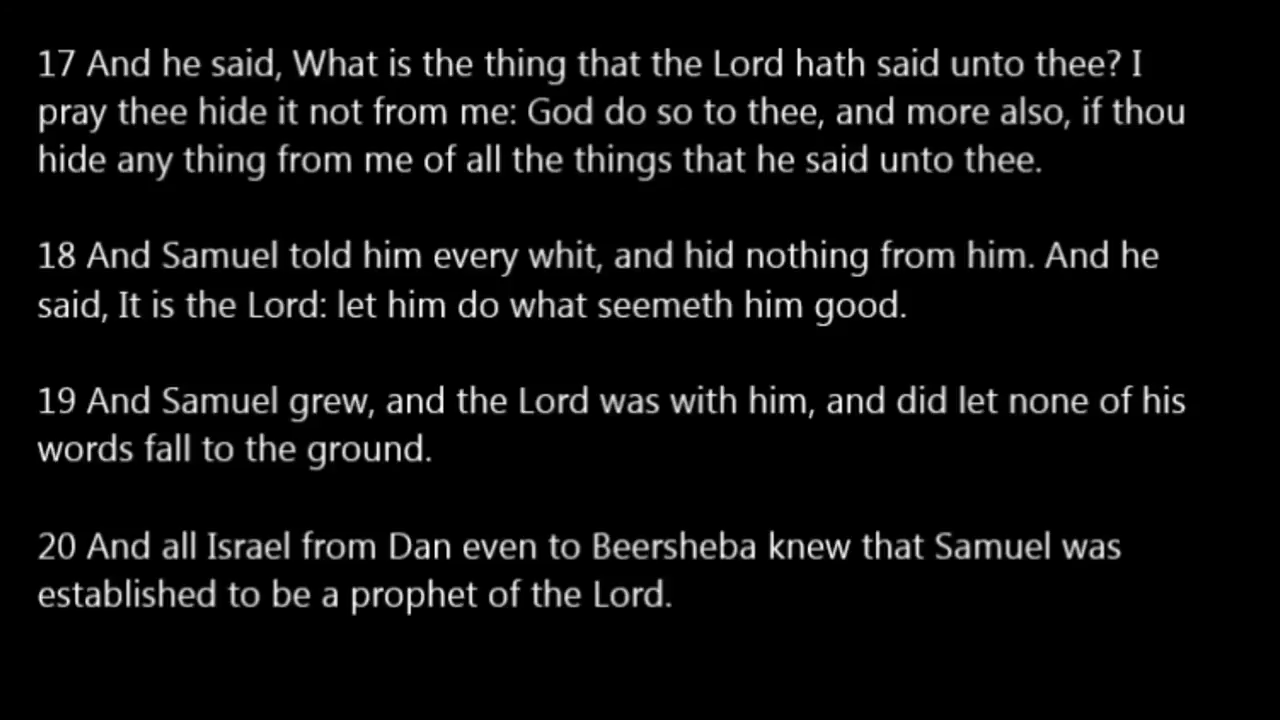 17 And he said, What is the thing that the Lord hath said unto thee? I
pray thee hide it not from me: God do so to thee, and more also, if thou
hide any thing from me of all the things that he said unto thee.
18 And Samuel told him every whit, and hid nothing from him. And he
said, It is the Lord: let him do what seemeth him good.
19 And Samuel grew, and the Lord was with him, and did let none of his
words fall to the ground.
20 And all Israel from Dan even to Beersheba knew that Samuel was
established to be a prophet of the Lord.